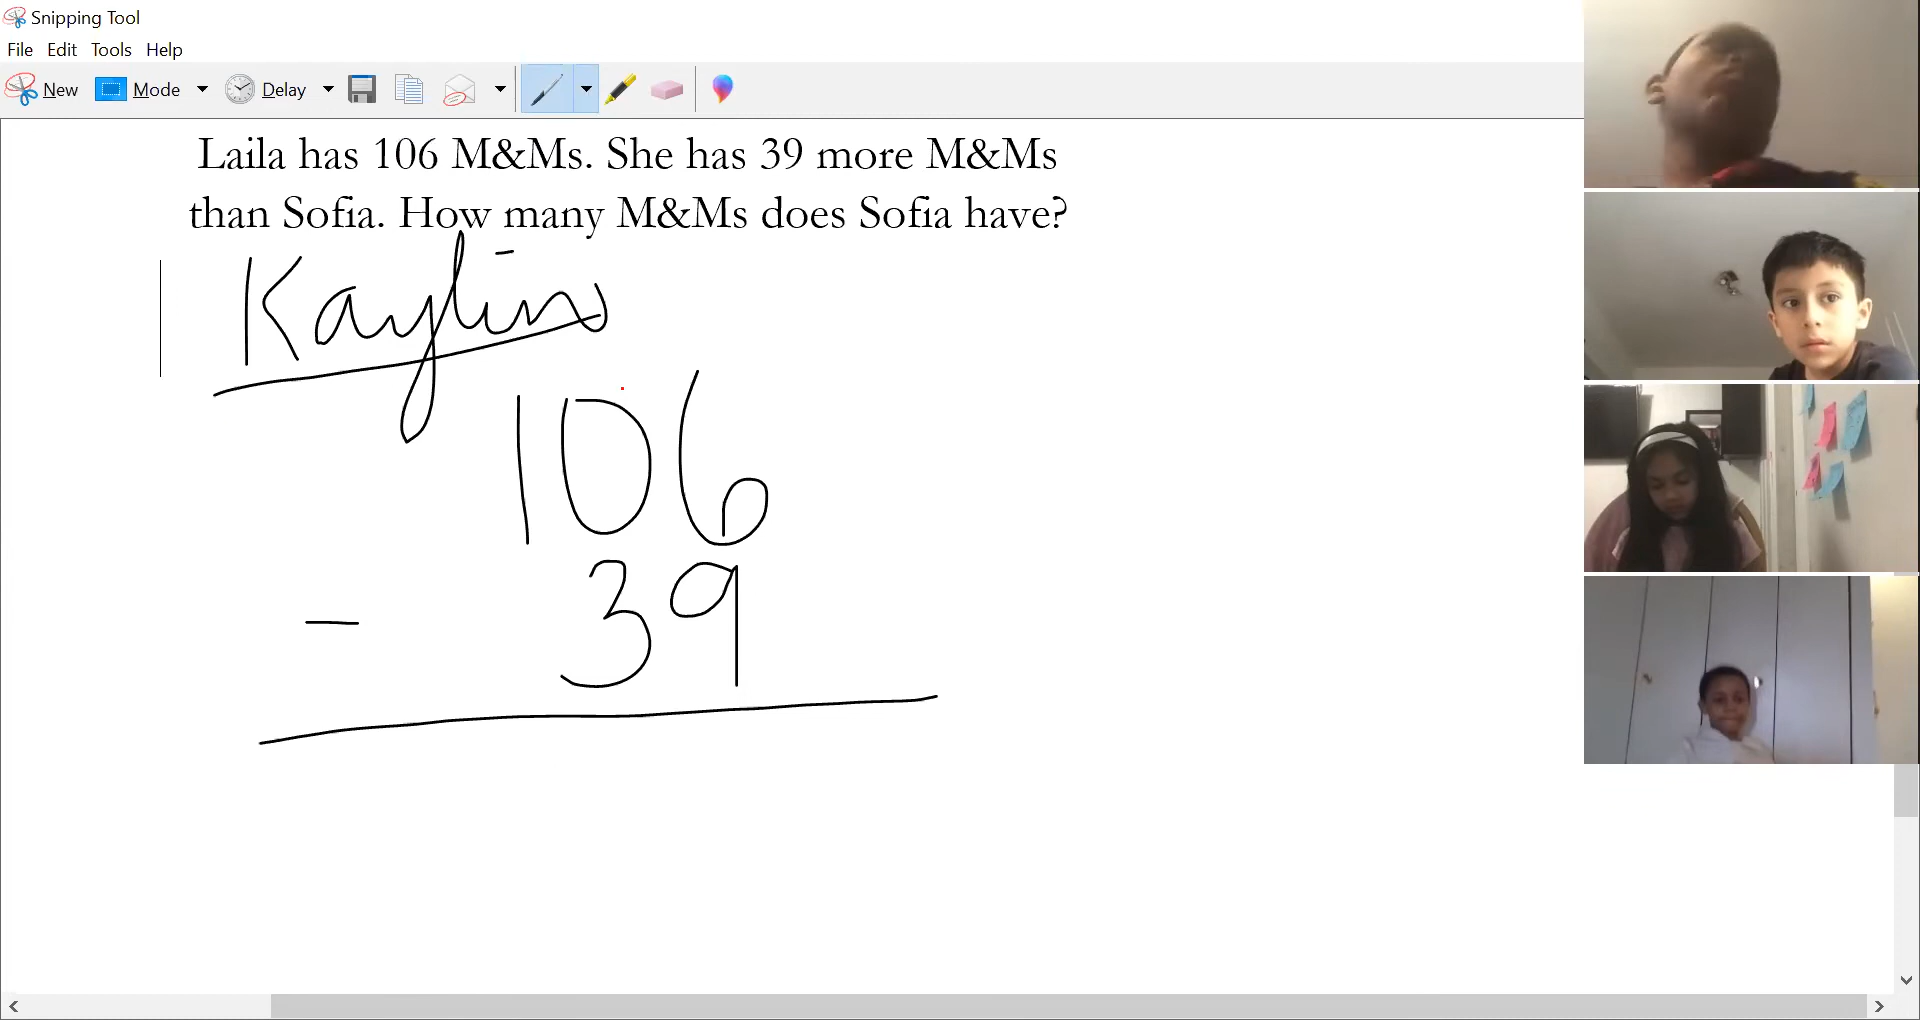 Snipping Tool
File Edit Tools Help
New Mode Delay
Laila has 106 M&Ms. She has 39 more M&Ms
than Sofia. How many M&Ms does Sofia have?
Kaylin
106
- 39